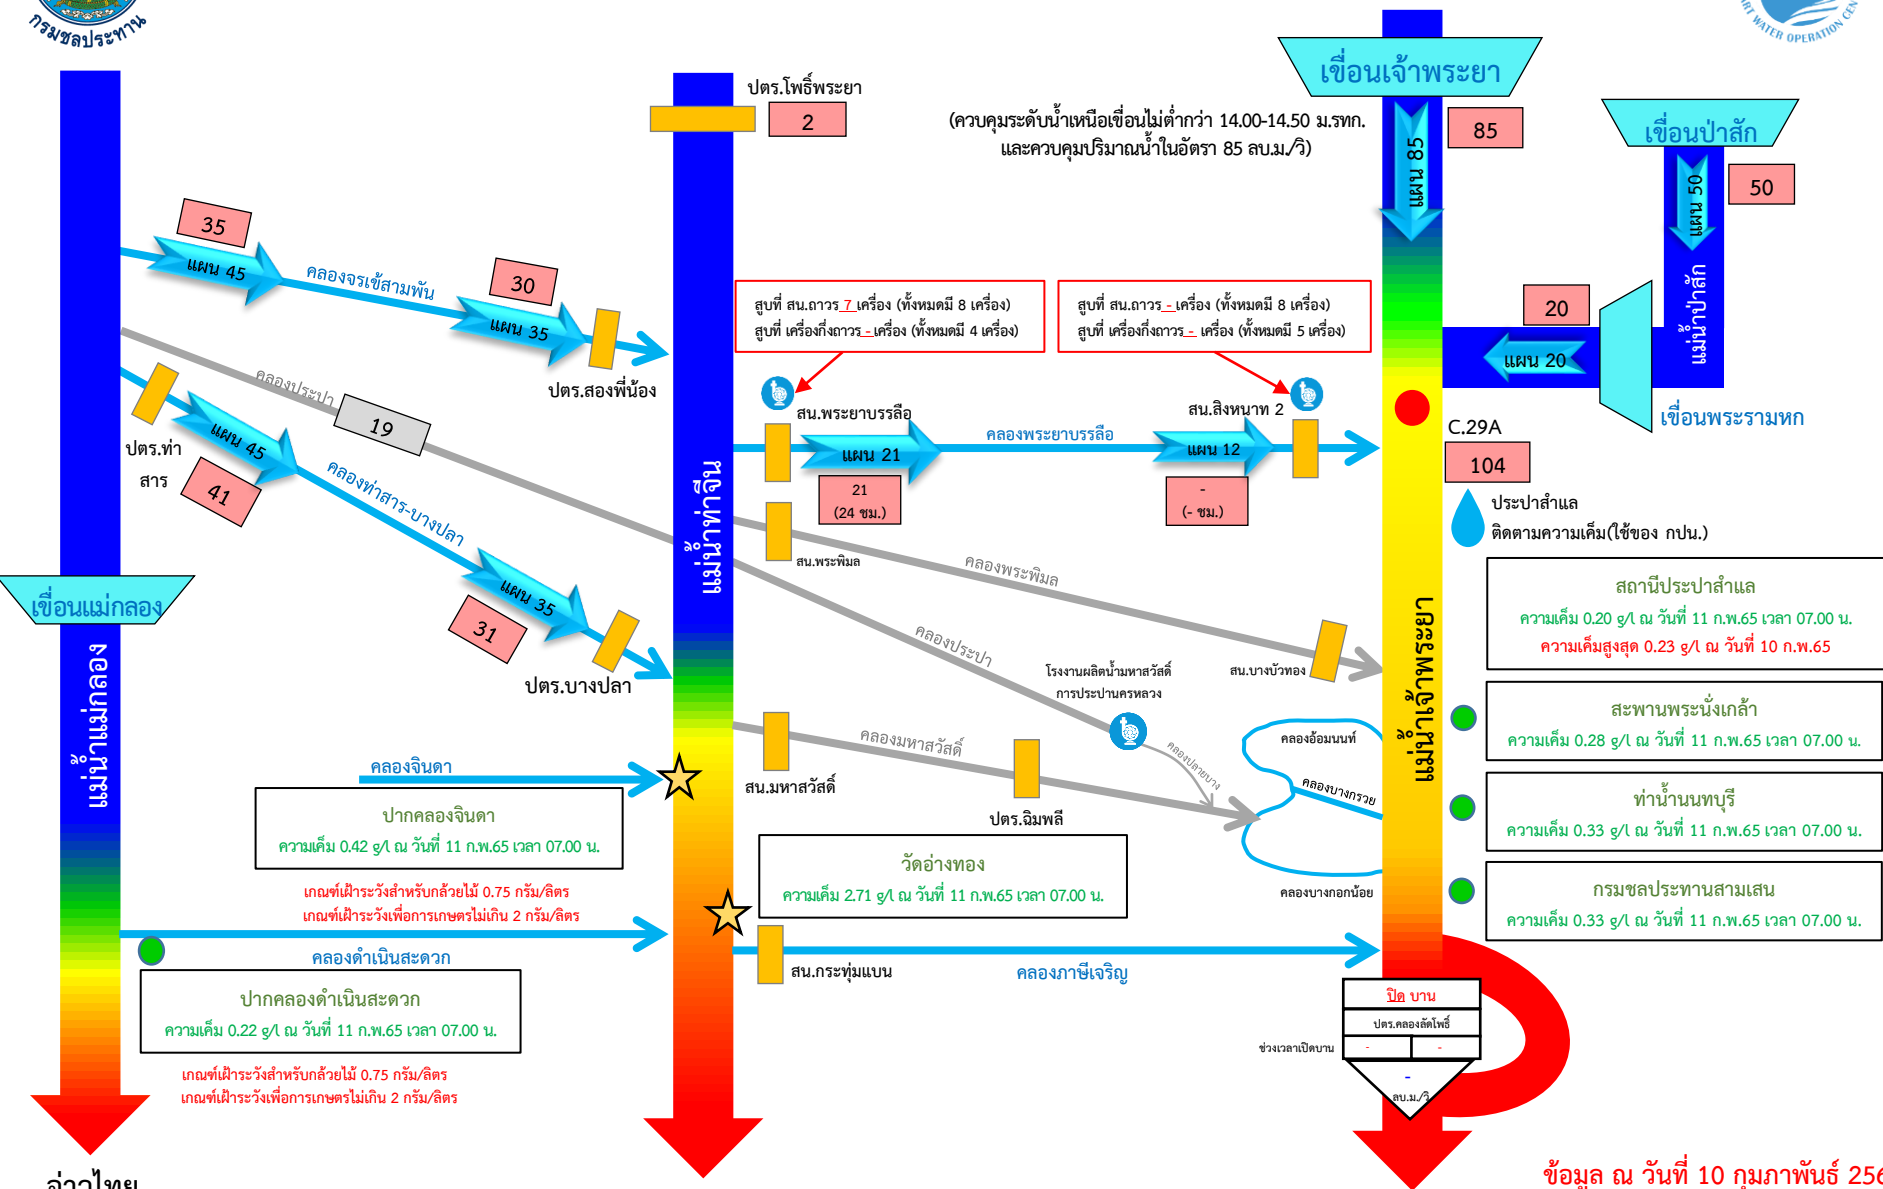 กรมชลประทาน
เขื่อนเจ้าพระยา
(ควบคุมระดับน้ำเหนือเขื่อนไม่ต่ำกว่า 14.00-14.50 ม.รทก.
และควบคุมปริมาณน้ำในอัตรา 85 ลบ.ม./วิ)
แผน 85
85
เขื่อนป่าสัก
แผน 50
50
แม่น้ำป่าสัก
20
แผน 20
เขื่อนพระรามหก
ปตร.โพธิ์พระยา
2
35
แผน 45
คลองจรเข้สามพัน
30
แผน 35
ปตร.สองพี่น้อง
สูบที่ สน.ถาวร 7 เครื่อง (ทั้งหมดมี 8 เครื่อง)
สูบที่ เครื่องกึ่งถาวร - เครื่อง (ทั้งหมดมี 4 เครื่อง)
สูบที่ สน.ถาวร - เครื่อง (ทั้งหมดมี 8 เครื่อง)
สูบที่ เครื่องกึ่งถาวร - เครื่อง (ทั้งหมดมี 5 เครื่อง)
คลองประปา
19
ปตร.ท่า
สาร
แผน 45
41
คลองท่าสาร-บางปลา
แผน 35
31
ปตร.บางปลา
สน.พระยาบรรลือ
แผน 21
21
(24 ชม.)
คลองพระยาบรรลือ
สน.สิงหนาท 2
แผน 12
-
(- ชม.)
C.29A
104
ประปาสำแล
ติดตามความเค็ม(ใช้ของ กปน.)
แม่น้ำท่าจีน
สน.พระพิมล
คลองพระพิมล
สน.บางบัวทอง
คลองประปา
โรงงานผลิตน้ำมหาสวัสดิ์
การประปานครหลวง
เขื่อนแม่กลอง
แม่น้ำแม่กลอง
แม่น้ำเจ้าพระยา
สถานีประปาสำแล
ความเค็ม 0.20 g/l ณ วันที่ 11 ก.พ.65 เวลา 07.00 น.
ความเค็มสูงสุด 0.23 g/l ณ วันที่ 10 ก.พ.65
สะพานพระนั่งเกล้า
ความเค็ม 0.28 g/l ณ วันที่ 11 ก.พ.65 เวลา 07.00 น.
ท่าน้ำนนทบุรี
ความเค็ม 0.33 g/l ณ วันที่ 11 ก.พ.65 เวลา 07.00 น.
กรมชลประทานสามเสน
ความเค็ม 0.33 g/l ณ วันที่ 11 ก.พ.65 เวลา 07.00 น.
คลองมหาสวัสดิ์
สน.มหาสวัสดิ์
ปตร.ฉิมพลี
คลองปลายบาง
คลองอ้อมนนท์
คลองบางกรวย
คลองบางกอกน้อย
คลองจินดา
ปากคลองจินดา
ความเค็ม 0.42 g/l ณ วันที่ 11 ก.พ.65 เวลา 07.00 น.
เกณฑ์เฝ้าระวังสำหรับกล้วยไม้ 0.75 กรัม/ลิตร
เกณฑ์เฝ้าระวังเพื่อการเกษตรไม่เกิน 2 กรัม/ลิตร
วัดอ่างทอง
ความเค็ม 2.71 g/l ณ วันที่ 11 ก.พ.65 เวลา 07.00 น.
คลองดำเนินสะดวก
ปากคลองดำเนินสะดวก
ความเค็ม 0.22 g/l ณ วันที่ 11 ก.พ.65 เวลา 07.00 น.
เกณฑ์เฝ้าระวังสำหรับกล้วยไม้ 0.75 กรัม/ลิตร
เกณฑ์เฝ้าระวังเพื่อการเกษตรไม่เกิน 2 กรัม/ลิตร
สน.กระทุ่มแบน
คลองภาษีเจริญ
ปิด บาน
ปตร.คลองลัดโพธิ์
ช่วงเวลาเปิดบาน
- -
-
ลบ.ม./วิ
อ่าวไทย
ข้อมูล ณ วันที่ 10 กุมภาพันธ์ 256